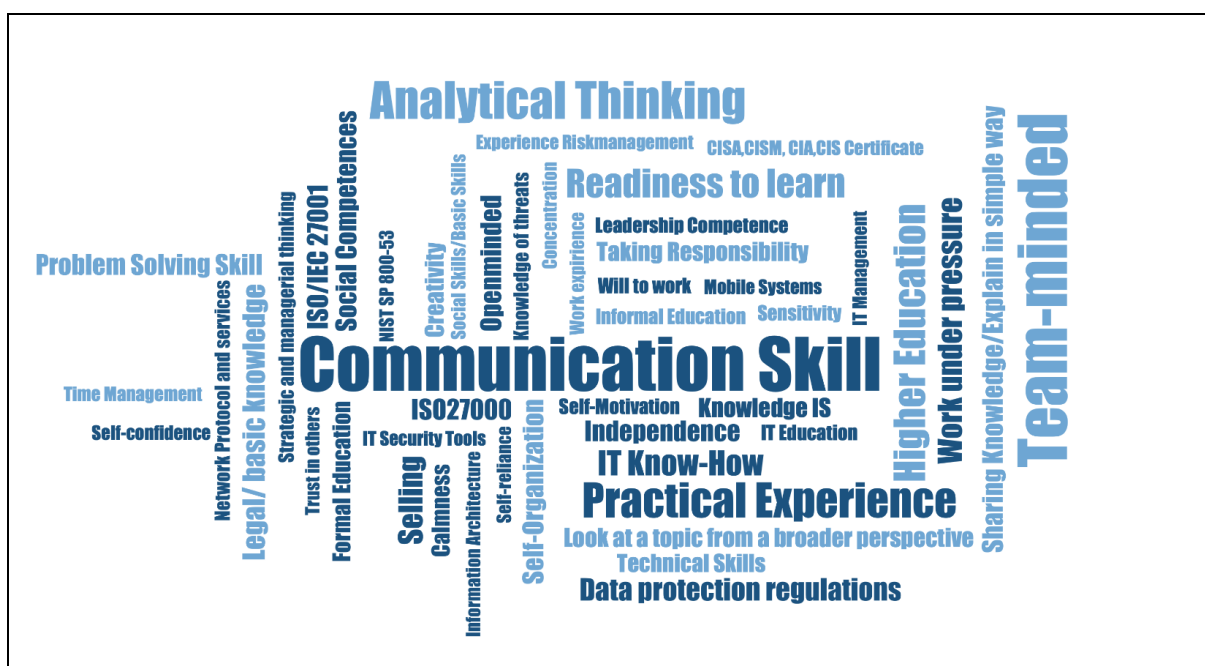 Analytical Thinking
Experience Riskmanagement
CISA,CISM, CIA,CIS Certificate
Readiness to learn
Leadership Competence
Taking Responsibility
Will to work
Mobile Systems
Informal Education
Sensitivity
Problem Solving Skill
Time Management
Self-confidence
Network Protocol and services
Legal/ basic knowledge
Strategic and managerial thinking
ISO/IEC 27001
Social Competences
NIST SP 800-53
Creativity
Social Skills/Basic Skills
Openminded
Knowledge of threats
Concentration
Work expirience
IT Management
Higher Education
Work under pressure
Sharing Knowledge/Explain in simple way
Team-minded
Communication Skill
Trust in others
Formal Education
ISO27000
IT Security Tools
Selling
Calmness
Information Architecture
Self-reliance
Self-Organization
Self-Motivation
Knowledge IS
Independence
IT Education
IT Know-How
Practical Experience
Look at a topic from a broader perspective
Technical Skills
Data protection regulations